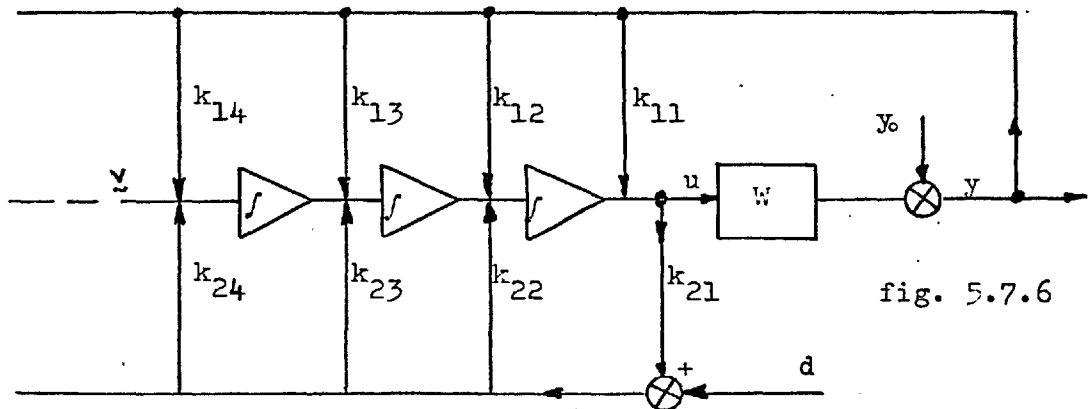 k14 k13 k12 k11
y₀
v ∫ ∫ ∫ u W y
k24 k23 k22 k21
fig. 5.7.6
+ d